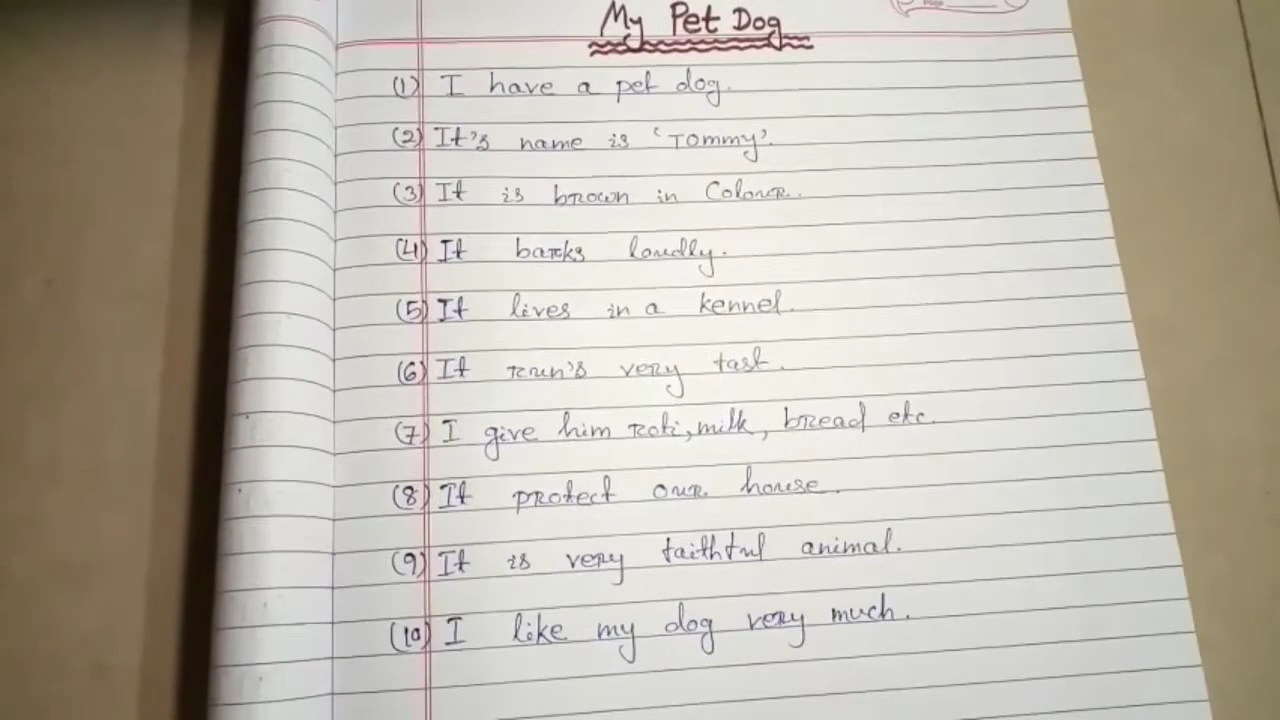 My Pet Dog
(1) I have a pet dog.
(2) It's name is 'Tommy'.
(3) It is brown in Colour.
(4) It barks loudly.
(5) It lives in a kennel.
(6) It run's very fast.
(7) I give him roti, milk, bread etc.
(8) It protect our house.
(9) It is very faithful animal.
(10) I like my dog very much.